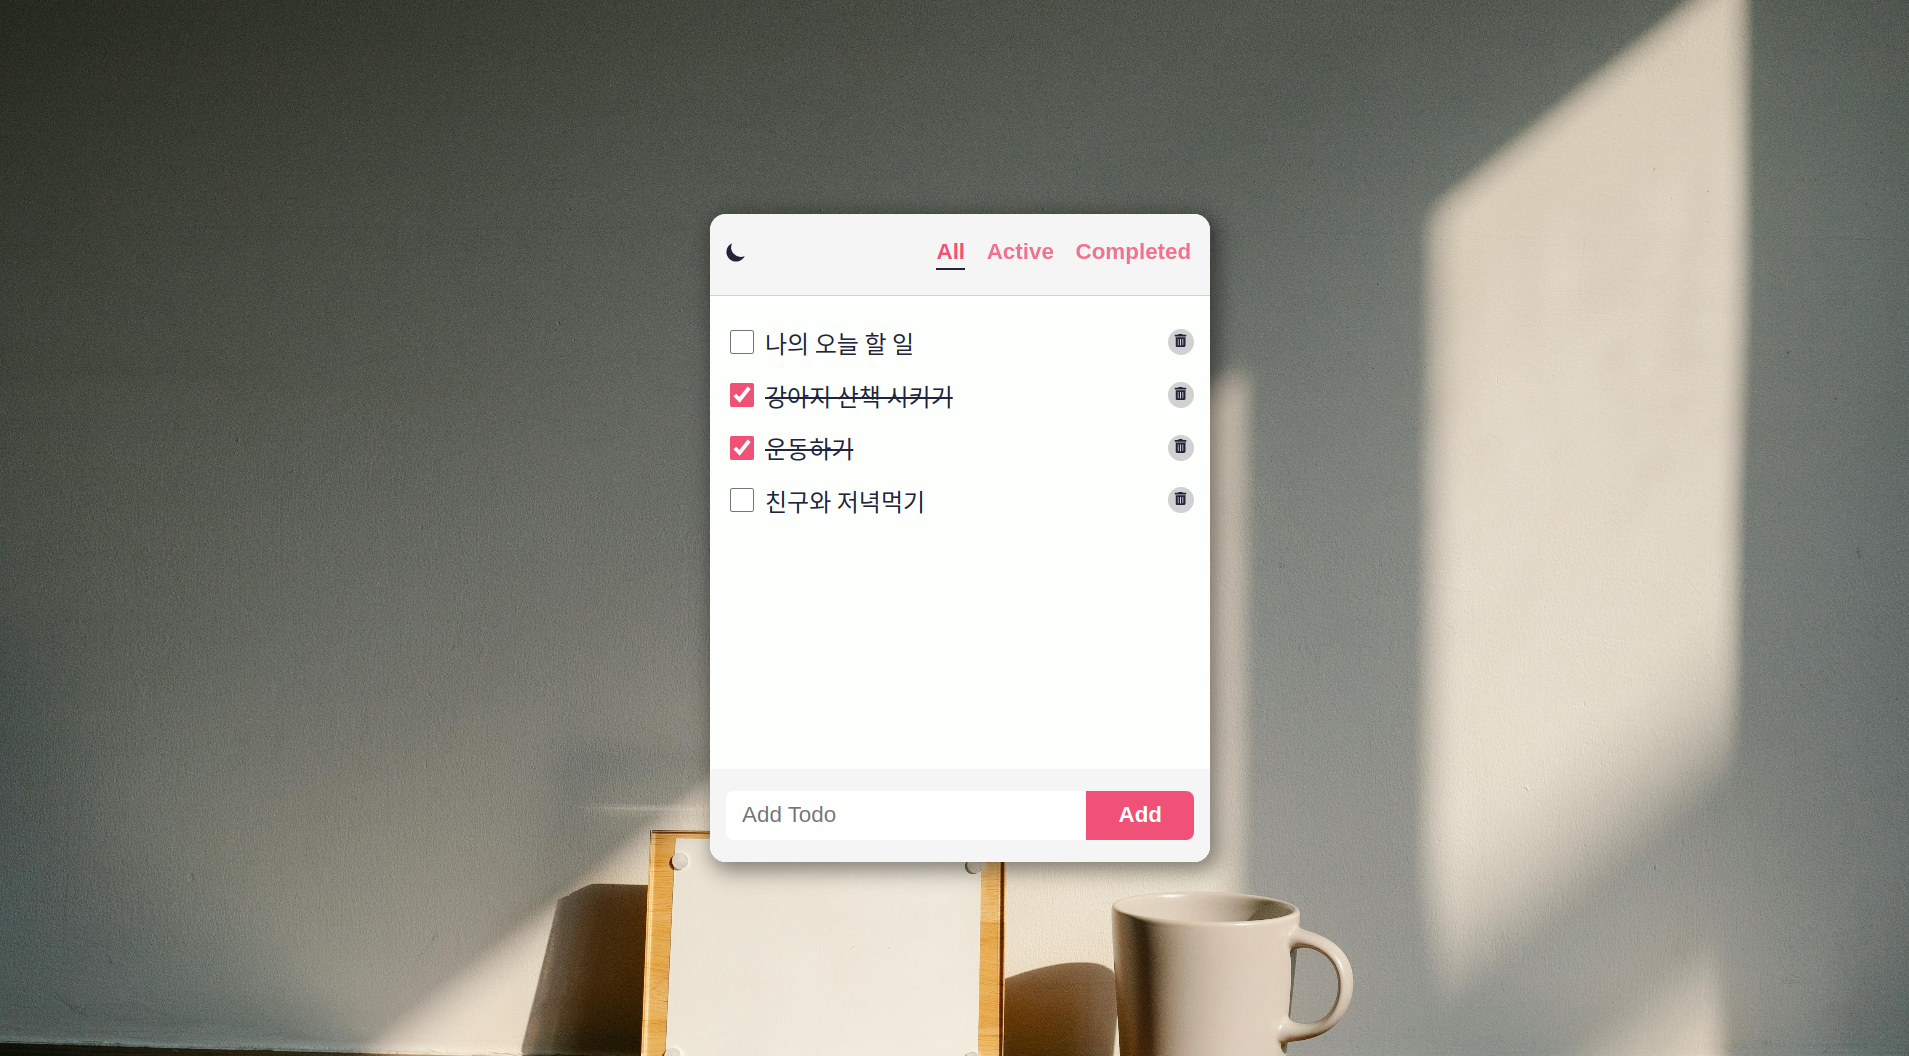 All Active Completed
나의 오늘 할 일
강아지 산책 시키기
운동하기
친구와 저녁먹기
Add Todo Add